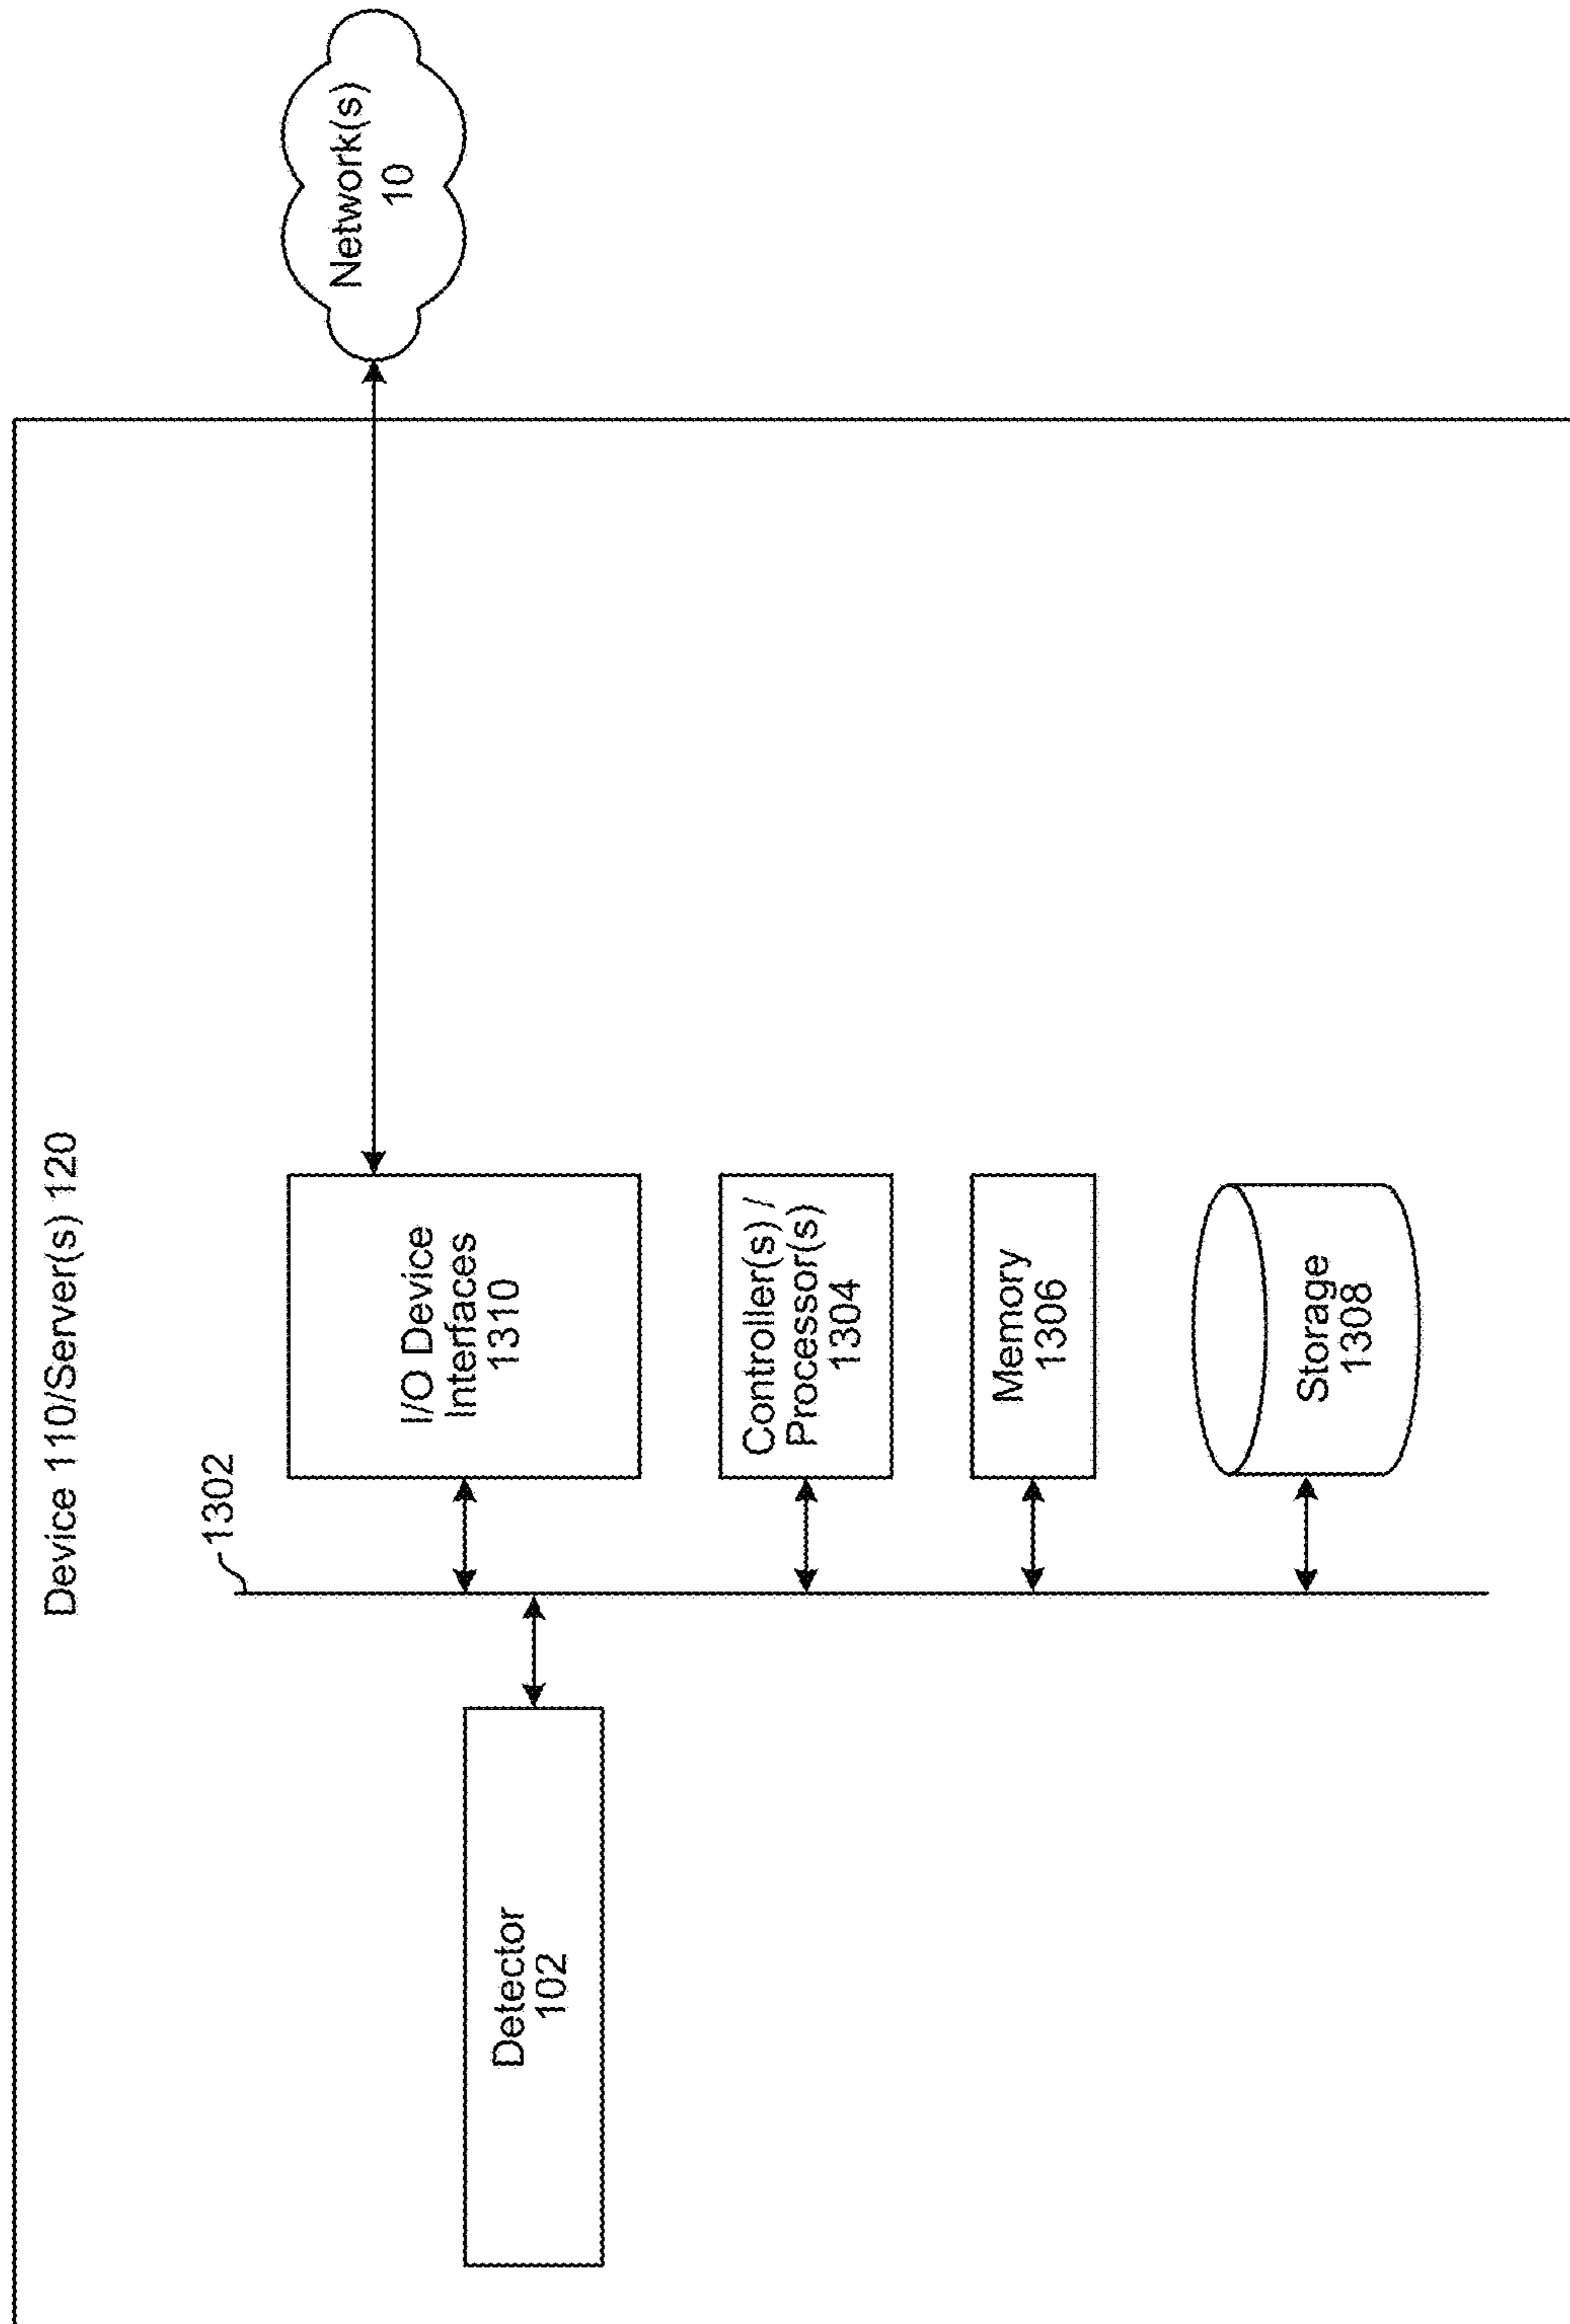 Device 110/Server(s) 120
1302
I/O Device
Interfaces
1310
Network(s)
10
Detector
102
Controller(s) /
Processor(s)
1304
Memory
1306
Storage
1308